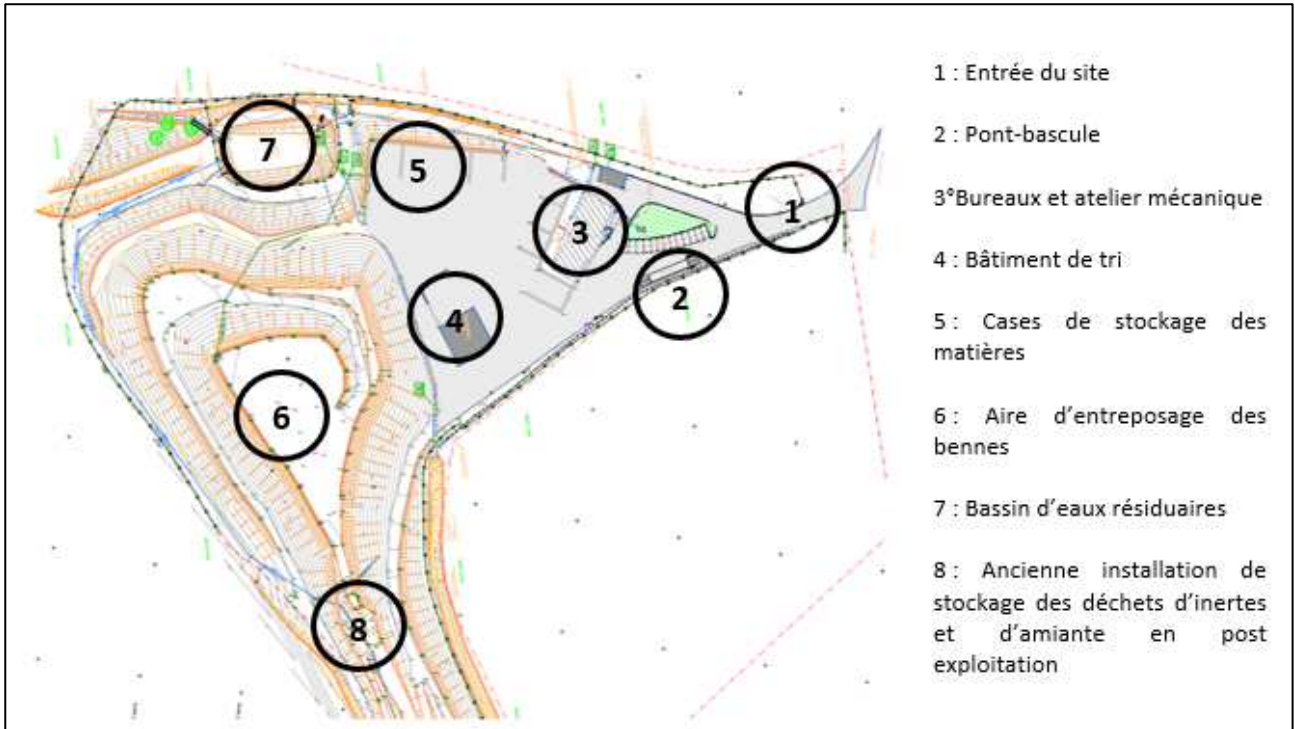 1 : Entrée du site
2 : Pont-bascule
3°Bureaux et atelier mécanique
4 : Bâtiment de tri
5 : Cases de stockage des
matières
6 : Aire d'entreposage des
bennes
7 : Bassin d'eaux résiduaires
8 : Ancienne installation de
stockage des déchets d'inertes
et d'amiante en post
exploitation
7
5
1
3
2
4
6
8